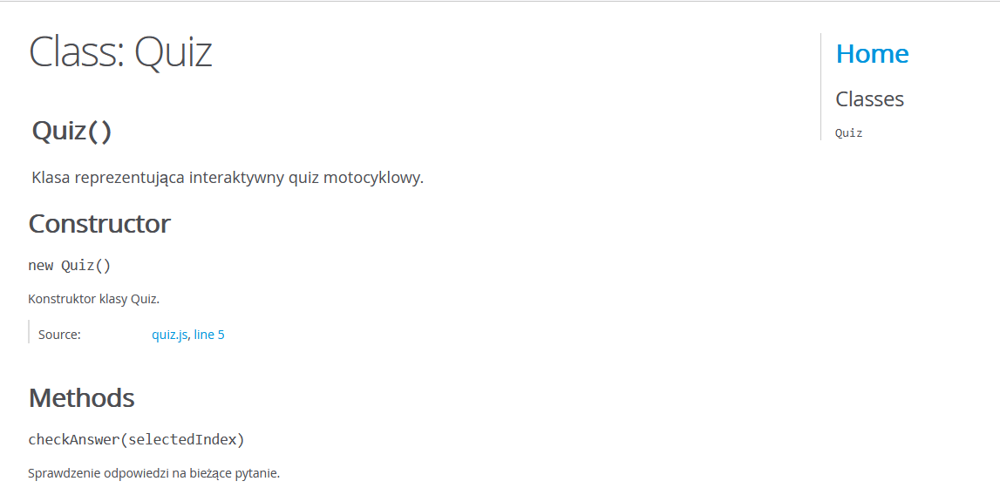 Class: Quiz
Quiz()
Klasa reprezentująca interaktywny quiz motocyklowy.
Constructor
new Quiz()
Konstruktor klasy Quiz.
Source: quiz.js, line 5
Methods
checkAnswer(selectedIndex)
Sprawdzenie odpowiedzi na bieżące pytanie.
Home
Classes
Quiz